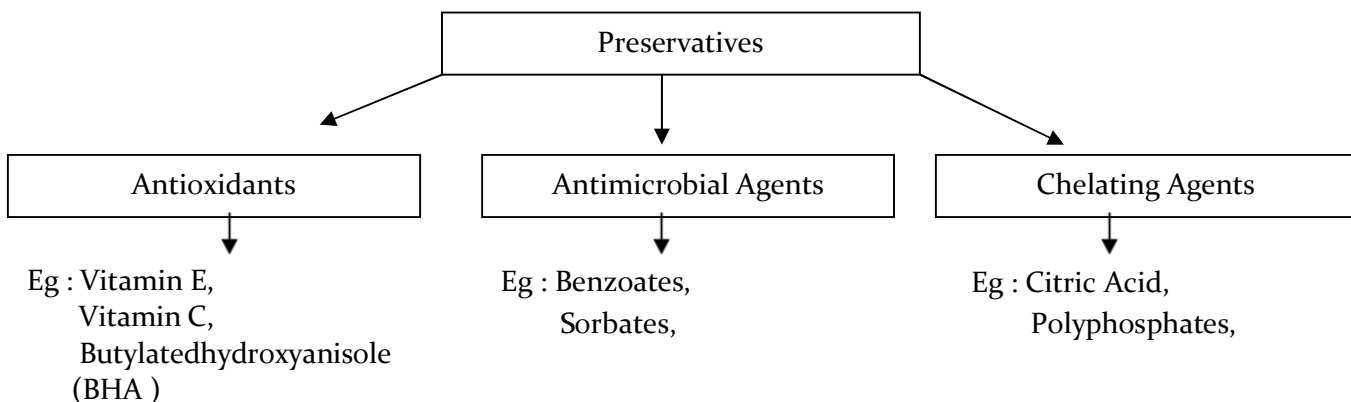 Preservatives
Antioxidants
Eg : Vitamin E,
Vitamin C,
Butylatedhydroxyanisole
(BHA )
Antimicrobial Agents
Eg : Benzoates,
Sorbates,
Chelating Agents
Eg : Citric Acid,
Polyphosphates,